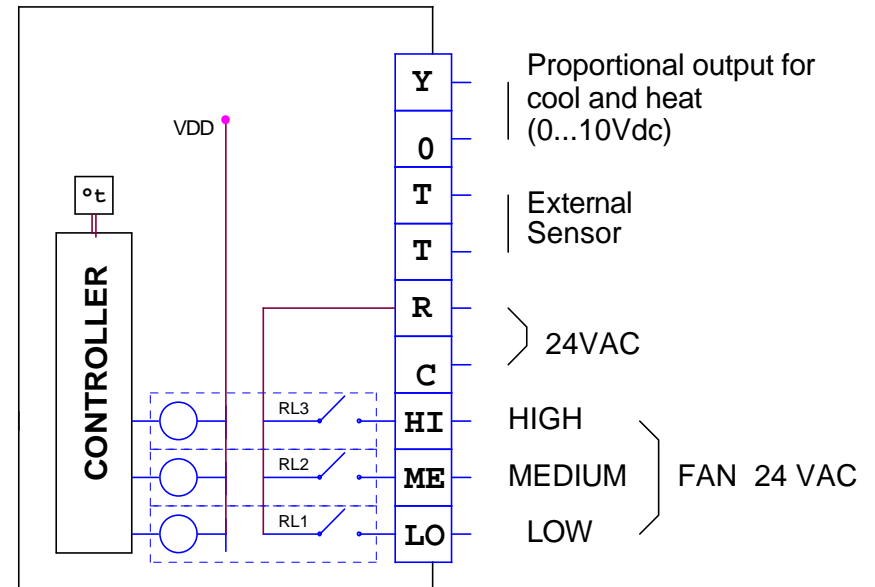 Y
0
T
T
R
C
HI
ME
LO
Proportional output for
cool and heat
(0...10Vdc)
External
Sensor
24VAC
HIGH
MEDIUM
LOW
FAN 24 VAC
VDD
°t
CONTROLLER
RL3
RL2
RL1